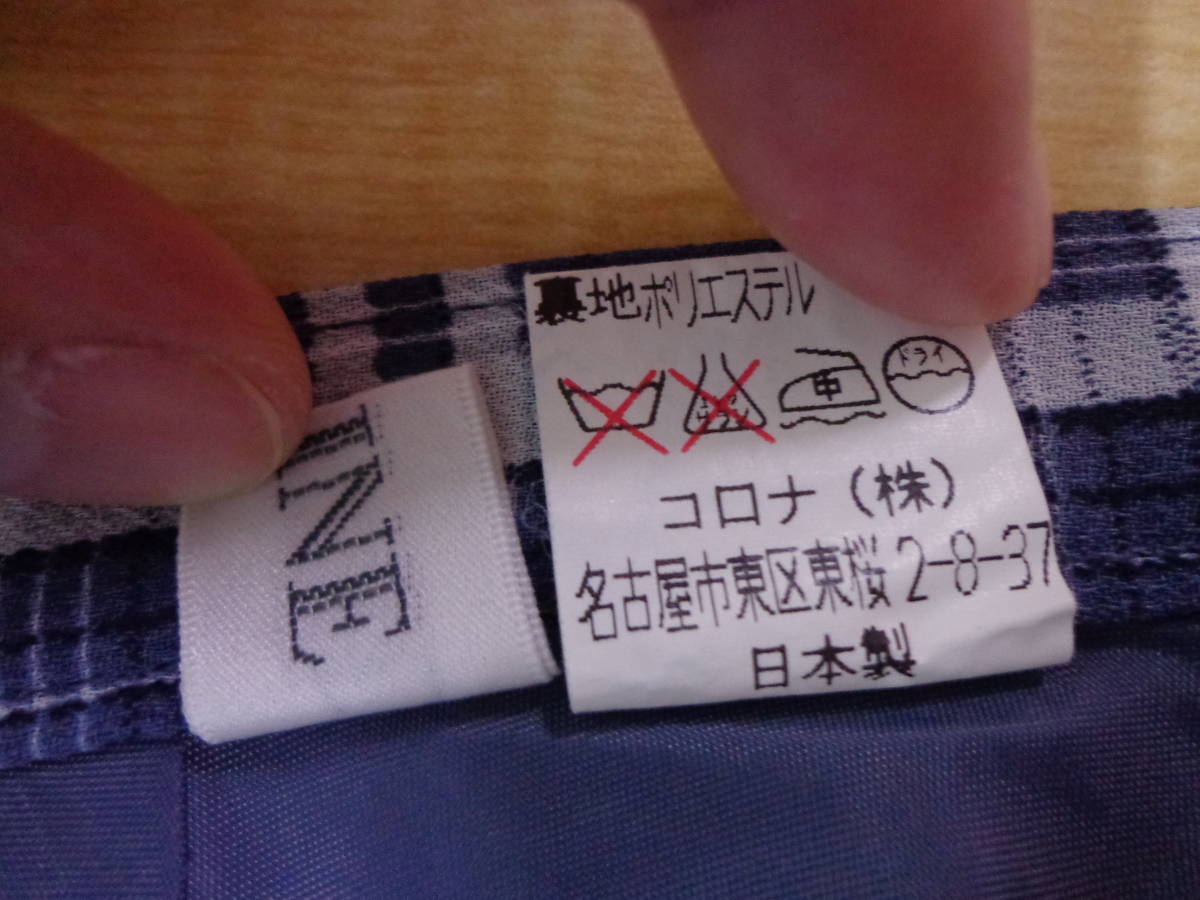 裏地ポリエステル
中
ドライ
コロナ(株)
名古屋市東区東桜2-8-37
日本製
INE